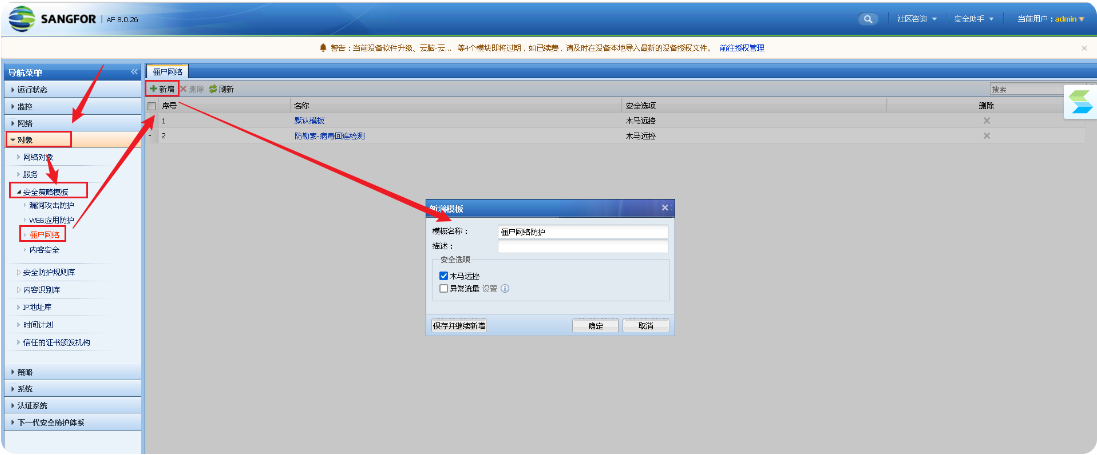 SANGFOR | AF 8.0.26
社区咨询
安全助手
当前用户：admin
警告：当前设备软件升级、云脑-云... 等4个模块即将过期，如已续差，请及时在设备本地导入最新的设备授权文件。 前往授权管理
导航菜单
运行状态
监控
网络
对象
网络对象
服务
安全策略模板
漏洞攻击防护
WEB应用防护
僵尸网络
内容安全
安全防护规则库
内容识别库
IP地址库
时间计划
信任的证书颁发机构
策略
系统
认证系统
下一代安全防护体系
僵尸网络
新增 删除 刷新
搜索
序号 名称 安全选项 删除
1 默认模板 木马远控
2 防勒索-病毒回连检测 木马远控
新增模板
模板名称： 僵尸网络防护
描述：
安全选项
木马远控
异常流量 设置
保存并继续新增 确定 取消